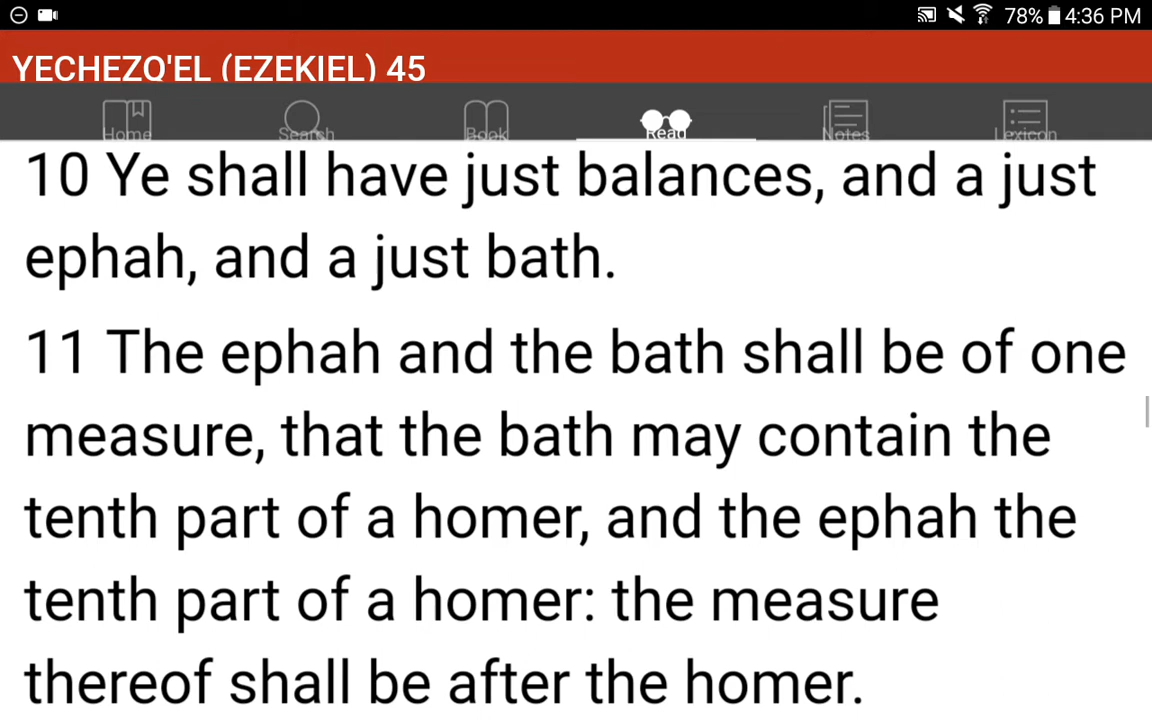 78% 4:36 PM
YECHEZQ'EL (EZEKIEL) 45
Home Search Book Read Notes Lexicon
10 Ye shall have just balances, and a just
ephah, and a just bath.
11 The ephah and the bath shall be of one
measure, that the bath may contain the
tenth part of a homer, and the ephah the
tenth part of a homer: the measure
thereof shall be after the homer.